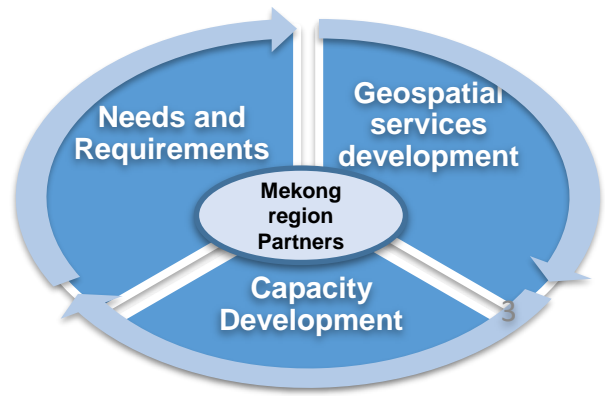 Needs and
Requirements
Geospatial
services
development
Mekong
region
Partners
Capacity
Development
3